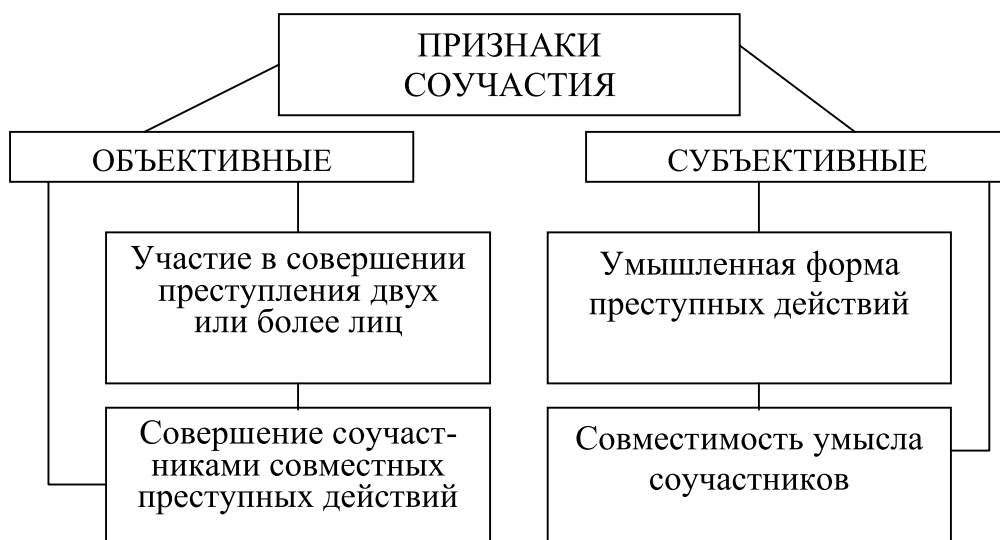 ПРИЗНАКИ
СОУЧАСТИЯ
ОБЪЕКТИВНЫЕ
СУБЪЕКТИВНЫЕ
Участие в совершении
преступления двух
или более лиц
Умышленная форма
преступных действий
Совершение соучаст-
никами совместных
преступных действий
Совместимость умысла
соучастников